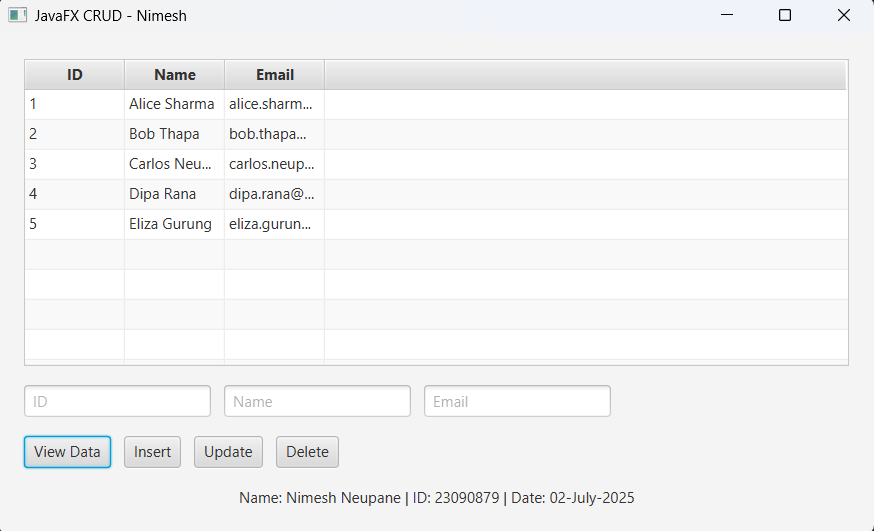 JavaFX CRUD - Nimesh
ID Name Email
1 Alice Sharma alice.sharm...
2 Bob Thapa bob.thapa...
3 Carlos Neu... carlos.neup...
4 Dipa Rana dipa.rana@...
5 Eliza Gurung eliza.gurun...
ID Name Email
View Data Insert Update Delete
Name: Nimesh Neupane | ID: 23090879 | Date: 02-July-2025